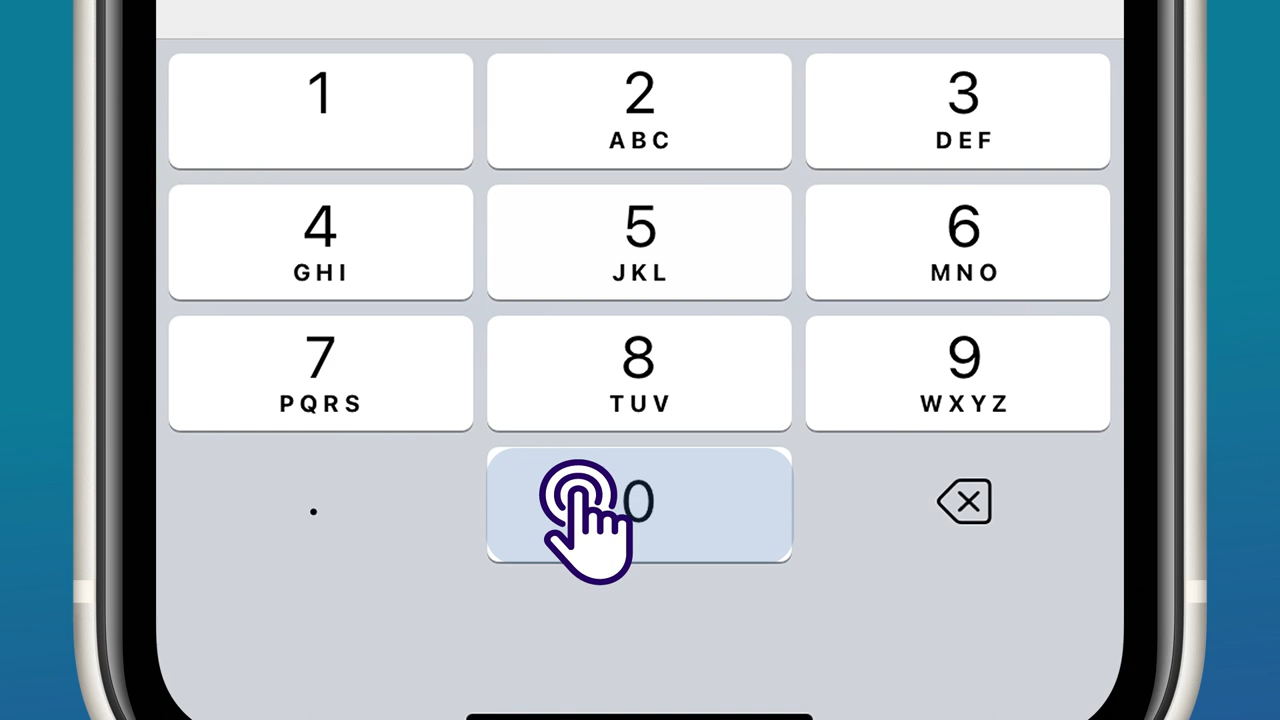 1 2 3
ABC DEF
4 5 6
GHI JKL MNO
7 8 9
PQRS TUV WXYZ
. 0